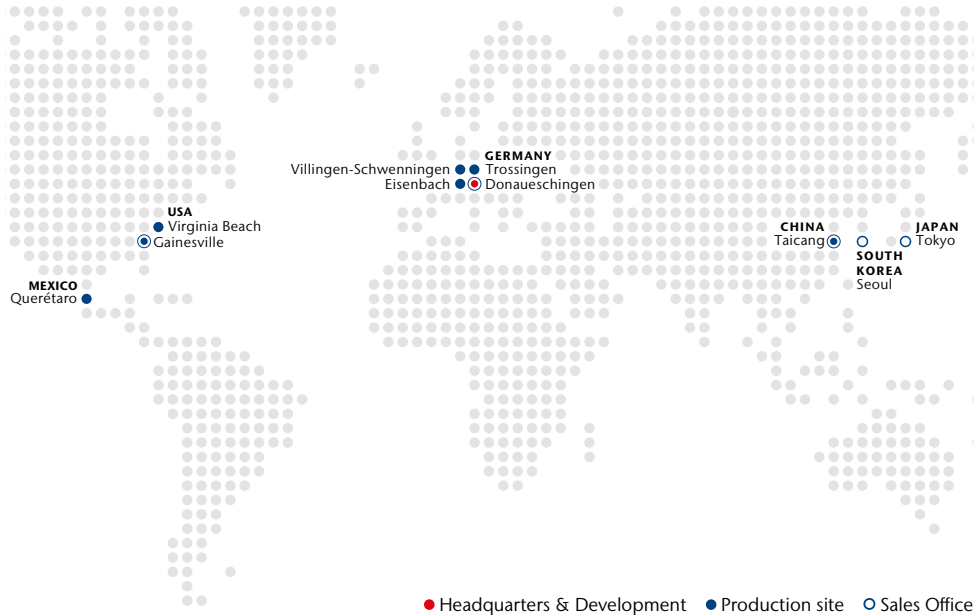 GERMANY
Villingen-Schwenningen Trossingen
Eisenbach Donaueschingen
USA
Virginia Beach
Gainesville
MEXICO
Querétaro
CHINA
Taicang
SOUTH
KOREA
Seoul
JAPAN
Tokyo
Headquarters & Development Production site Sales Office